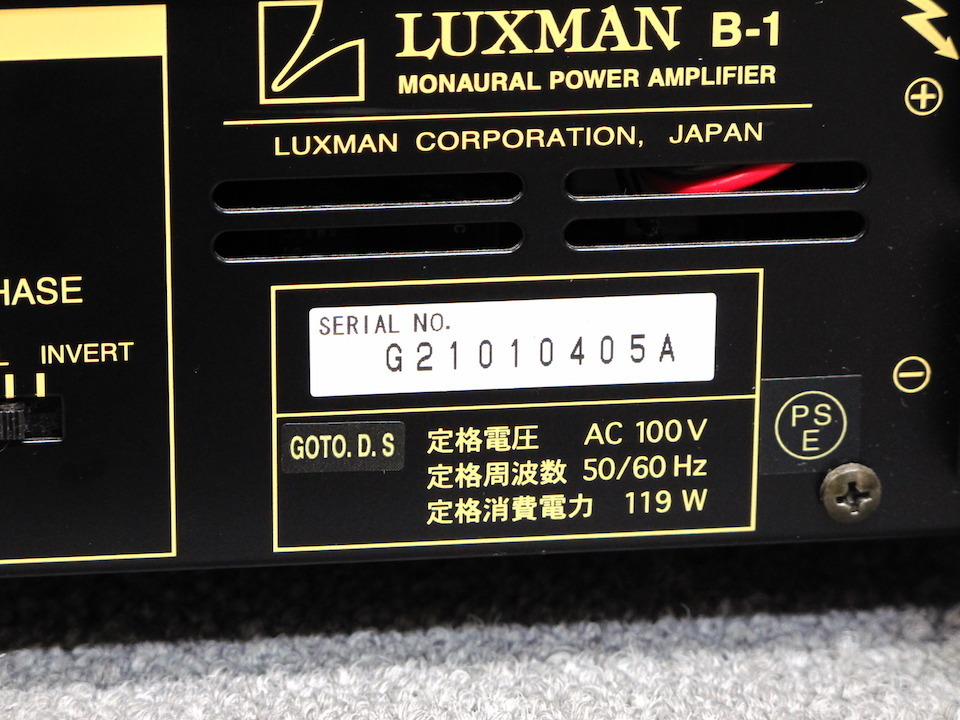 LUXMAN B-1
MONAURAL POWER AMPLIFIER
LUXMAN CORPORATION, JAPAN
HASE
L INVERT
SERIAL NO.
G21010405A
GOTO. D. S
定格電圧 AC 100V
定格周波数 50/60 Hz
定格消費電力 119 W
PS
E
+
−